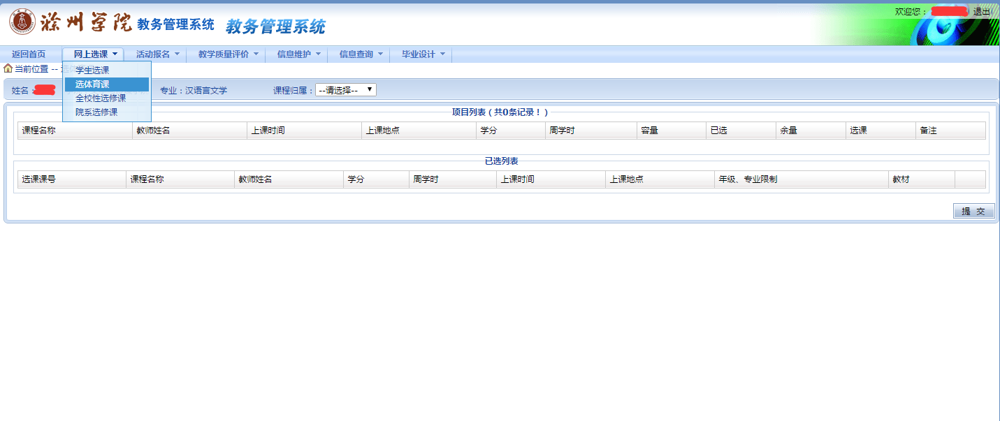 滁州学院 教务管理系统 教务管理系统
欢迎您： 退出
返回首页 网上选课 活动报名 教学质量评价 信息维护 信息查询 毕业设计
当前位置 --
学生选课
选体育课
全校性选修课
院系选修课
姓名： 专业：汉语言文学 课程归属： --请选择--
项目列表（共0条记录！）
课程名称 教师姓名 上课时间 上课地点 学分 周学时 容量 已选 余量 选课 备注
已选列表
选课课号 课程名称 教师姓名 学分 周学时 上课时间 上课地点 年级、专业限制 教材
提 交